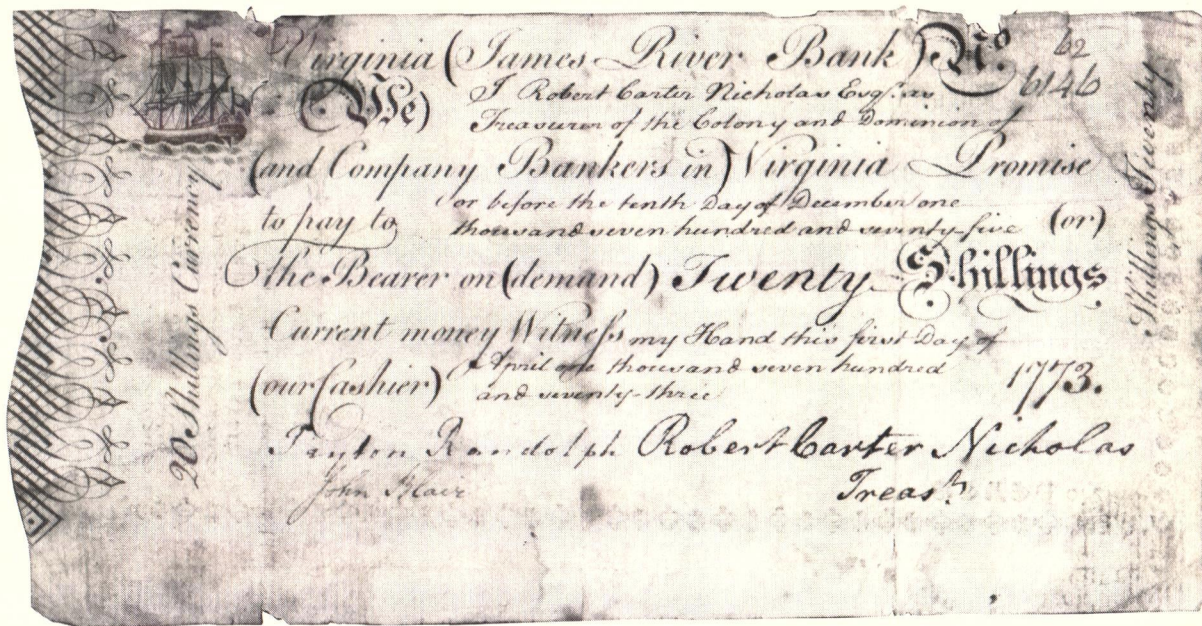 Virginia (James River Bank) No. 62
(We) I Robert Carter Nicholas Esqr. as 6146
Treasurer of the Colony and Dominion of
(and Company Bankers in) Virginia Promise
to pay to or before the tenth Day of December one
thousand seven hundred and seventy-five (or)
the Bearer on (demand) Twenty Shillings
Current money Witness my Hand this first Day of
(our Cashier) April one thousand seven hundred 1773.
and seventy-three
Peyton Randolph Robert Carter Nicholas
John Blair Treasr
20 Shillings Currency
Shillings Twenty